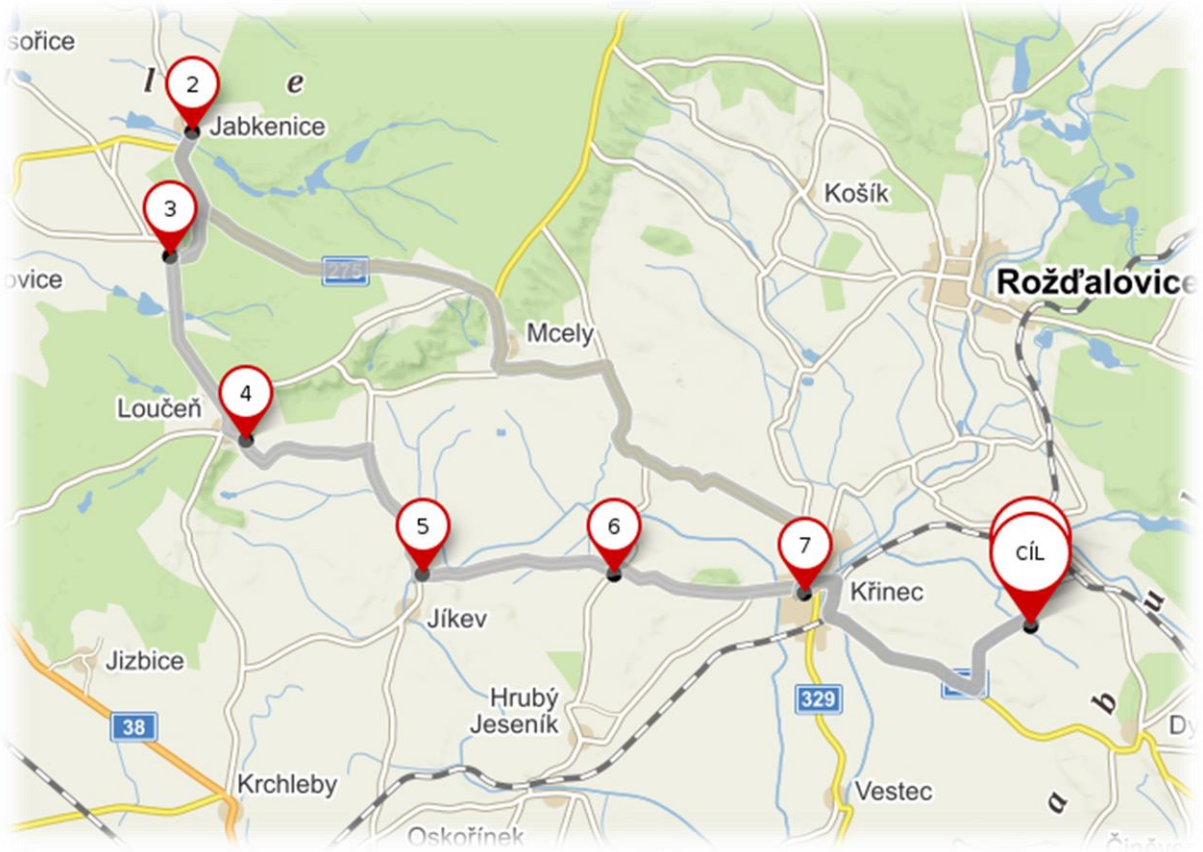 sořice
l
e
2
Jabkenice
3
Košík
ovice
275
Rožďalovice
Mcely
4
Loučeň
5
6
7
CÍL
Křinec
Jíkev
u
Jizbice
Hrubý
Jeseník
329
b
38
Krchleby
Vestec
a
Oskořínek